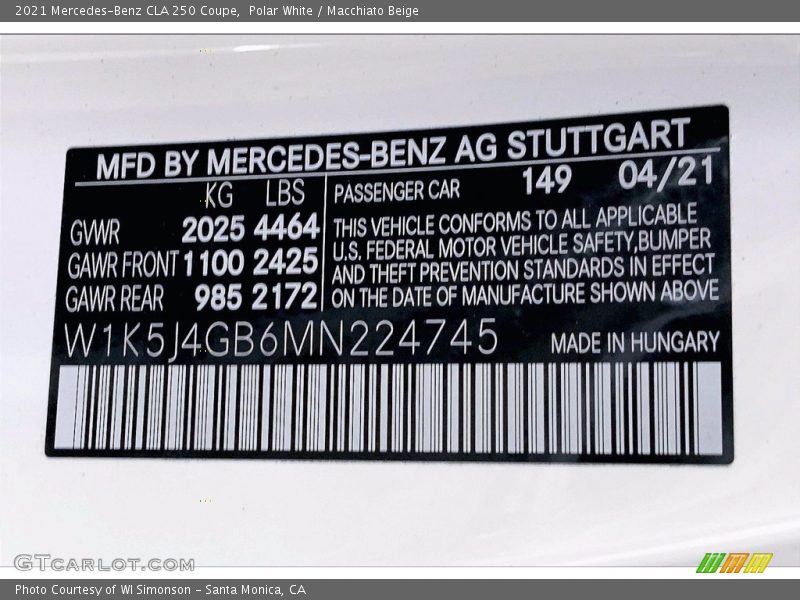 2021 Mercedes-Benz CLA 250 Coupe, Polar White / Macchiato Beige
MFD BY MERCEDES-BENZ AG STUTTGART
KG LBS
GVWR 2025 4464
GAWR FRONT 1100 2425
GAWR REAR 985 2172
PASSENGER CAR 149 04/21
THIS VEHICLE CONFORMS TO ALL APPLICABLE
U.S. FEDERAL MOTOR VEHICLE SAFETY,BUMPER
AND THEFT PREVENTION STANDARDS IN EFFECT
ON THE DATE OF MANUFACTURE SHOWN ABOVE
W1K5J4GB6MN224745
MADE IN HUNGARY
GTCARLOT.COM
Photo Courtesy of WI Simonson - Santa Monica, CA